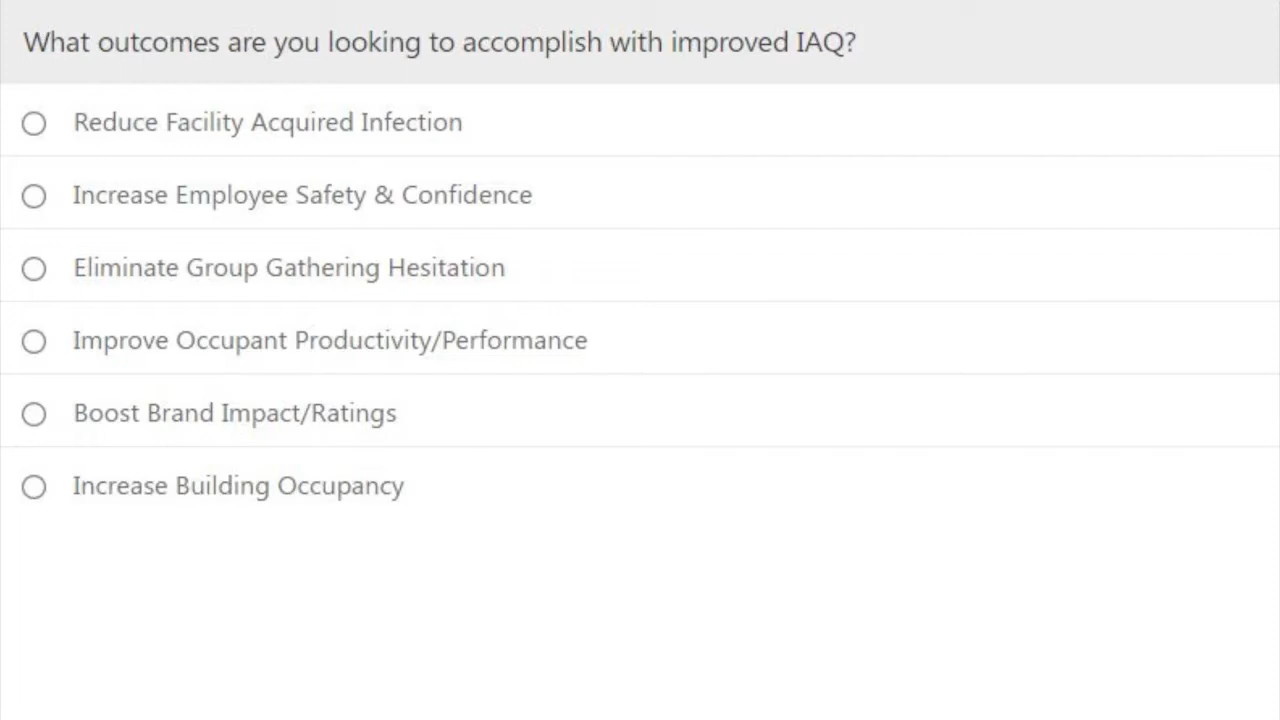 What outcomes are you looking to accomplish with improved IAQ?
Reduce Facility Acquired Infection
Increase Employee Safety & Confidence
Eliminate Group Gathering Hesitation
Improve Occupant Productivity/Performance
Boost Brand Impact/Ratings
Increase Building Occupancy